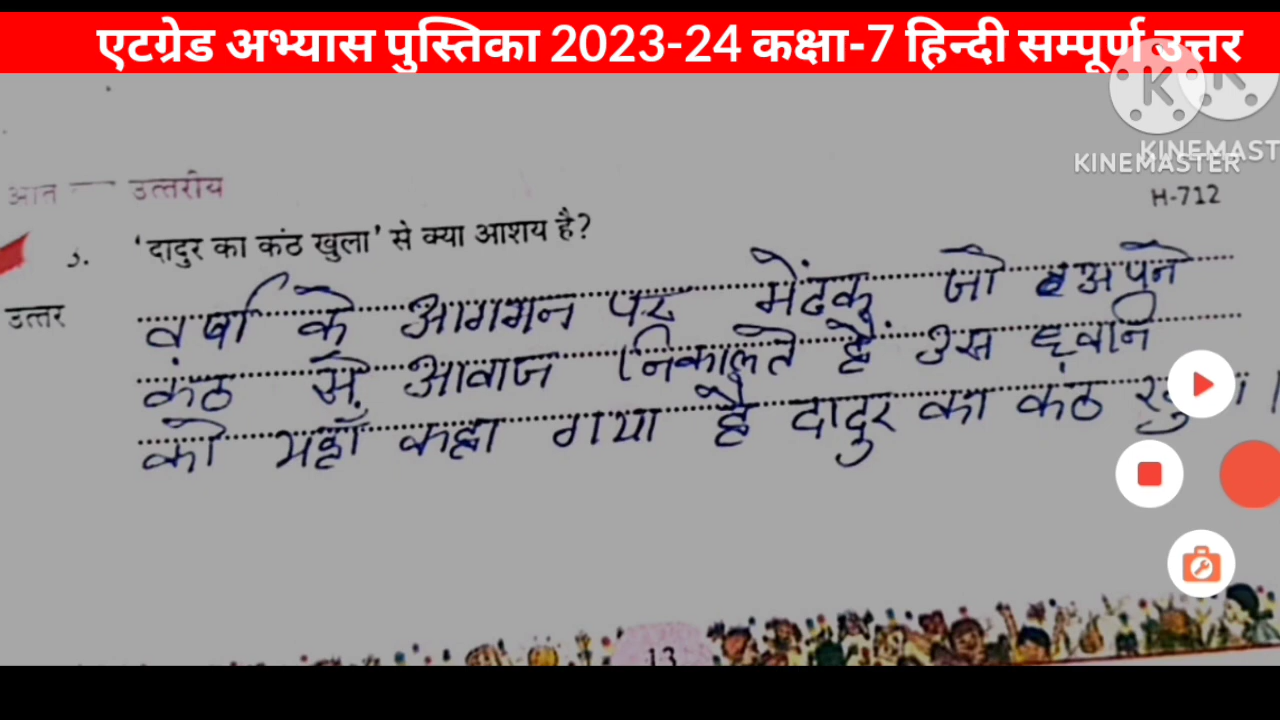 एटग्रेड अभ्यास पुस्तिका 2023-24 कक्षा-7 हिन्दी सम्पूर्ण उत्तर
KINEMASTER
KINEMAST
उत्तरीय
H-712
'दादुर का कंठ खुला' से क्या आशय है?
उत्तर वर्षा के आगमन पर मेंढक जो अपने
कंठ से आवाज निकालते हैं उस ध्वनि
को यहाँ कहा गया है दादुर का कंठ
13